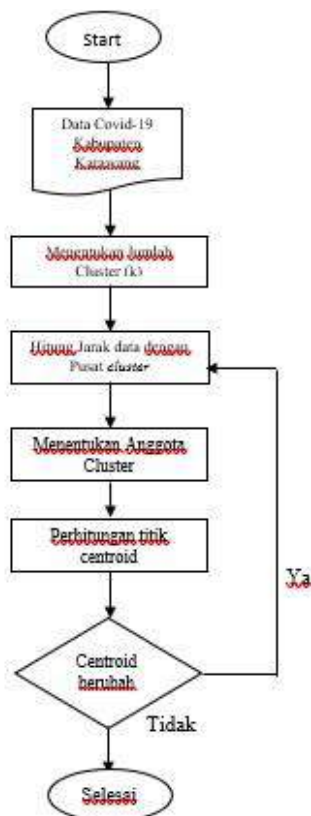 Start
Data Covid-19
Kabupaten
Karawang
Menentukan Jumlah
Cluster (k)
Hitung Jarak data dengan
Pusat cluster
Menentukan Anggota
Cluster
Perhitungan titik
centroid
Centroid
berubah
Ya
Tidak
Selesai